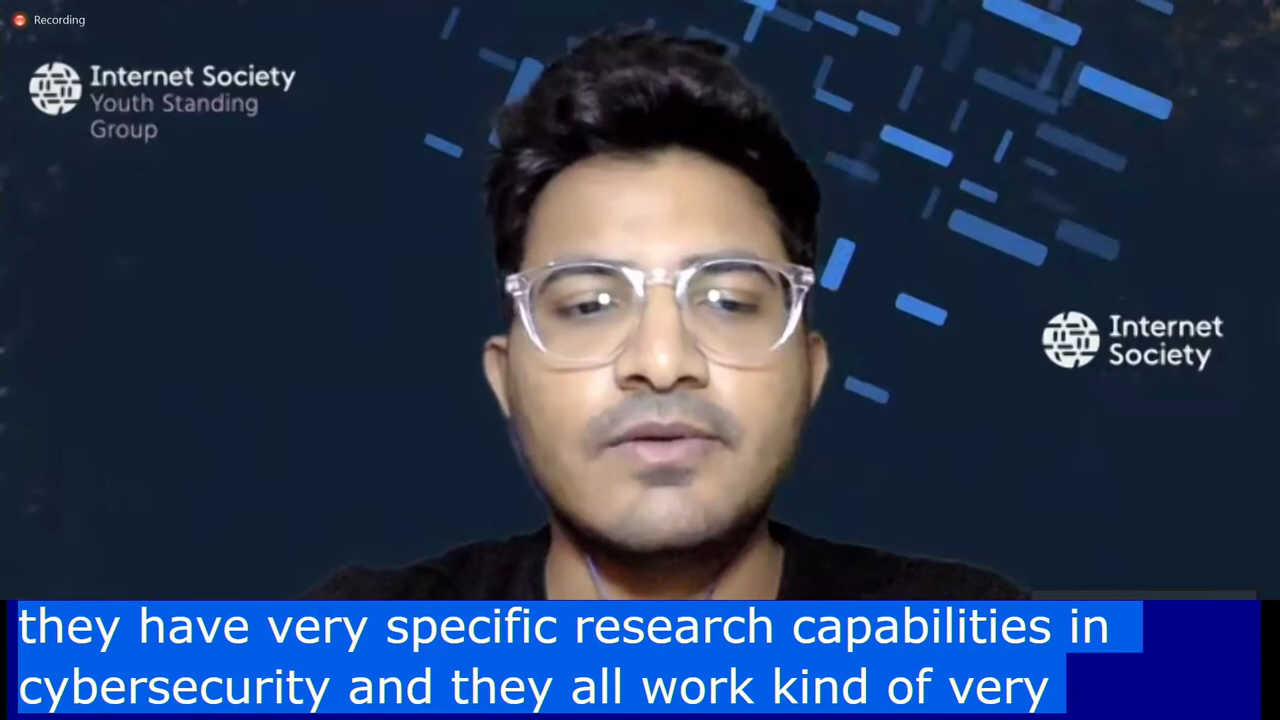 Recording
Internet Society
Youth Standing
Group
Internet
Society
they have very specific research capabilities in
cybersecurity and they all work kind of very